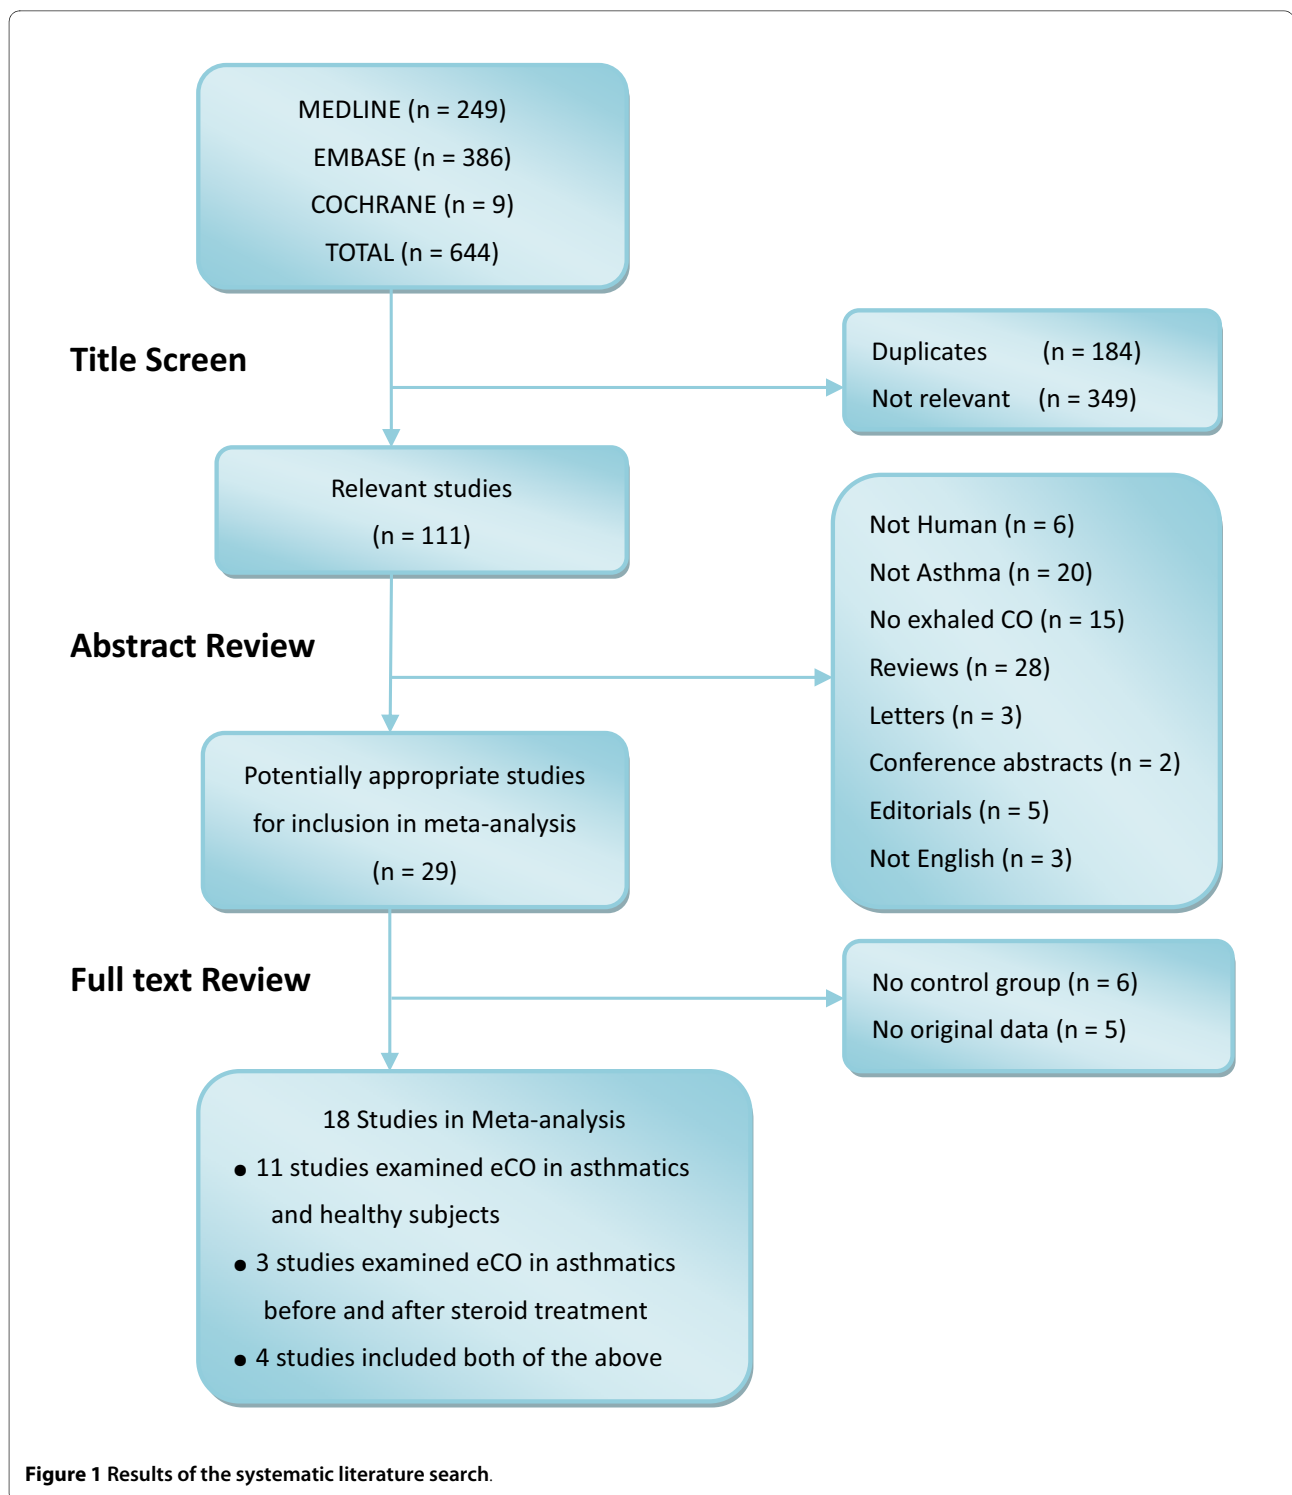 MEDLINE (n = 249)
EMBASE (n = 386)
COCHRANE (n = 9)
TOTAL (n = 644)
Title Screen
Duplicates (n = 184)
Not relevant (n = 349)
Relevant studies
(n = 111)
Abstract Review
Not Human (n = 6)
Not Asthma (n = 20)
No exhaled CO (n = 15)
Reviews (n = 28)
Letters (n = 3)
Conference abstracts (n = 2)
Editorials (n = 5)
Not English (n = 3)
Potentially appropriate studies
for inclusion in meta-analysis
(n = 29)
Full text Review
No control group (n = 6)
No original data (n = 5)
18 Studies in Meta-analysis
● 11 studies examined eCO in asthmatics
and healthy subjects
● 3 studies examined eCO in asthmatics
before and after steroid treatment
● 4 studies included both of the above
Figure 1 Results of the systematic literature search.